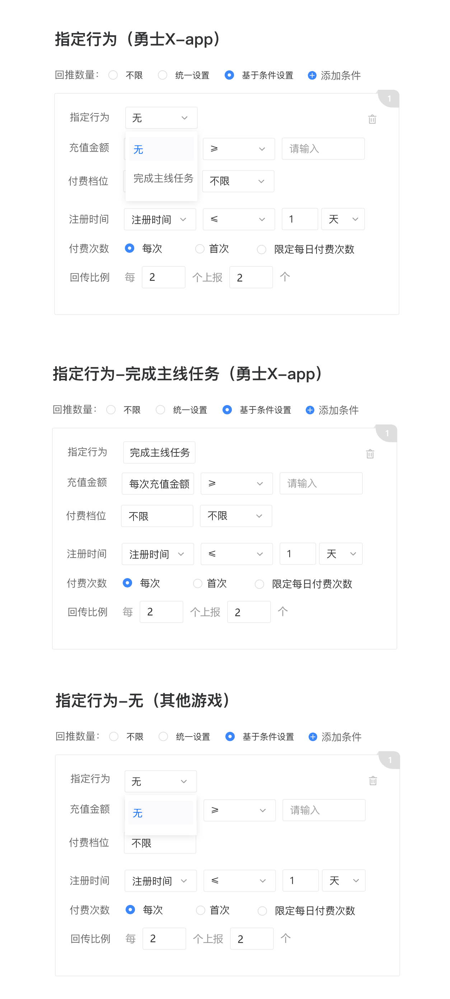 指定行为（勇士X-app）
回推数量： 不限 统一设置 基于条件设置 添加条件
1
指定行为 无
无
充值金额 ⩾ 请输入
完成主线任务
付费档位 不限
注册时间 注册时间 ⩽ 1 天
付费次数 每次 首次 限定每日付费次数
回传比例 每 2 个上报 2 个
指定行为-完成主线任务（勇士X-app）
回推数量： 不限 统一设置 基于条件设置 添加条件
1
指定行为 完成主线任务
充值金额 每次充值金额 ⩾ 请输入
付费档位 不限 不限
注册时间 注册时间 ⩽ 1 天
付费次数 每次 首次 限定每日付费次数
回传比例 每 2 个上报 2 个
指定行为-无（其他游戏）
回推数量： 不限 统一设置 基于条件设置 添加条件
1
指定行为 无
充值金额 无 ⩾ 请输入
付费档位 不限
注册时间 注册时间 ⩽ 1 天
付费次数 每次 首次 限定每日付费次数
回传比例 每 2 个上报 2 个